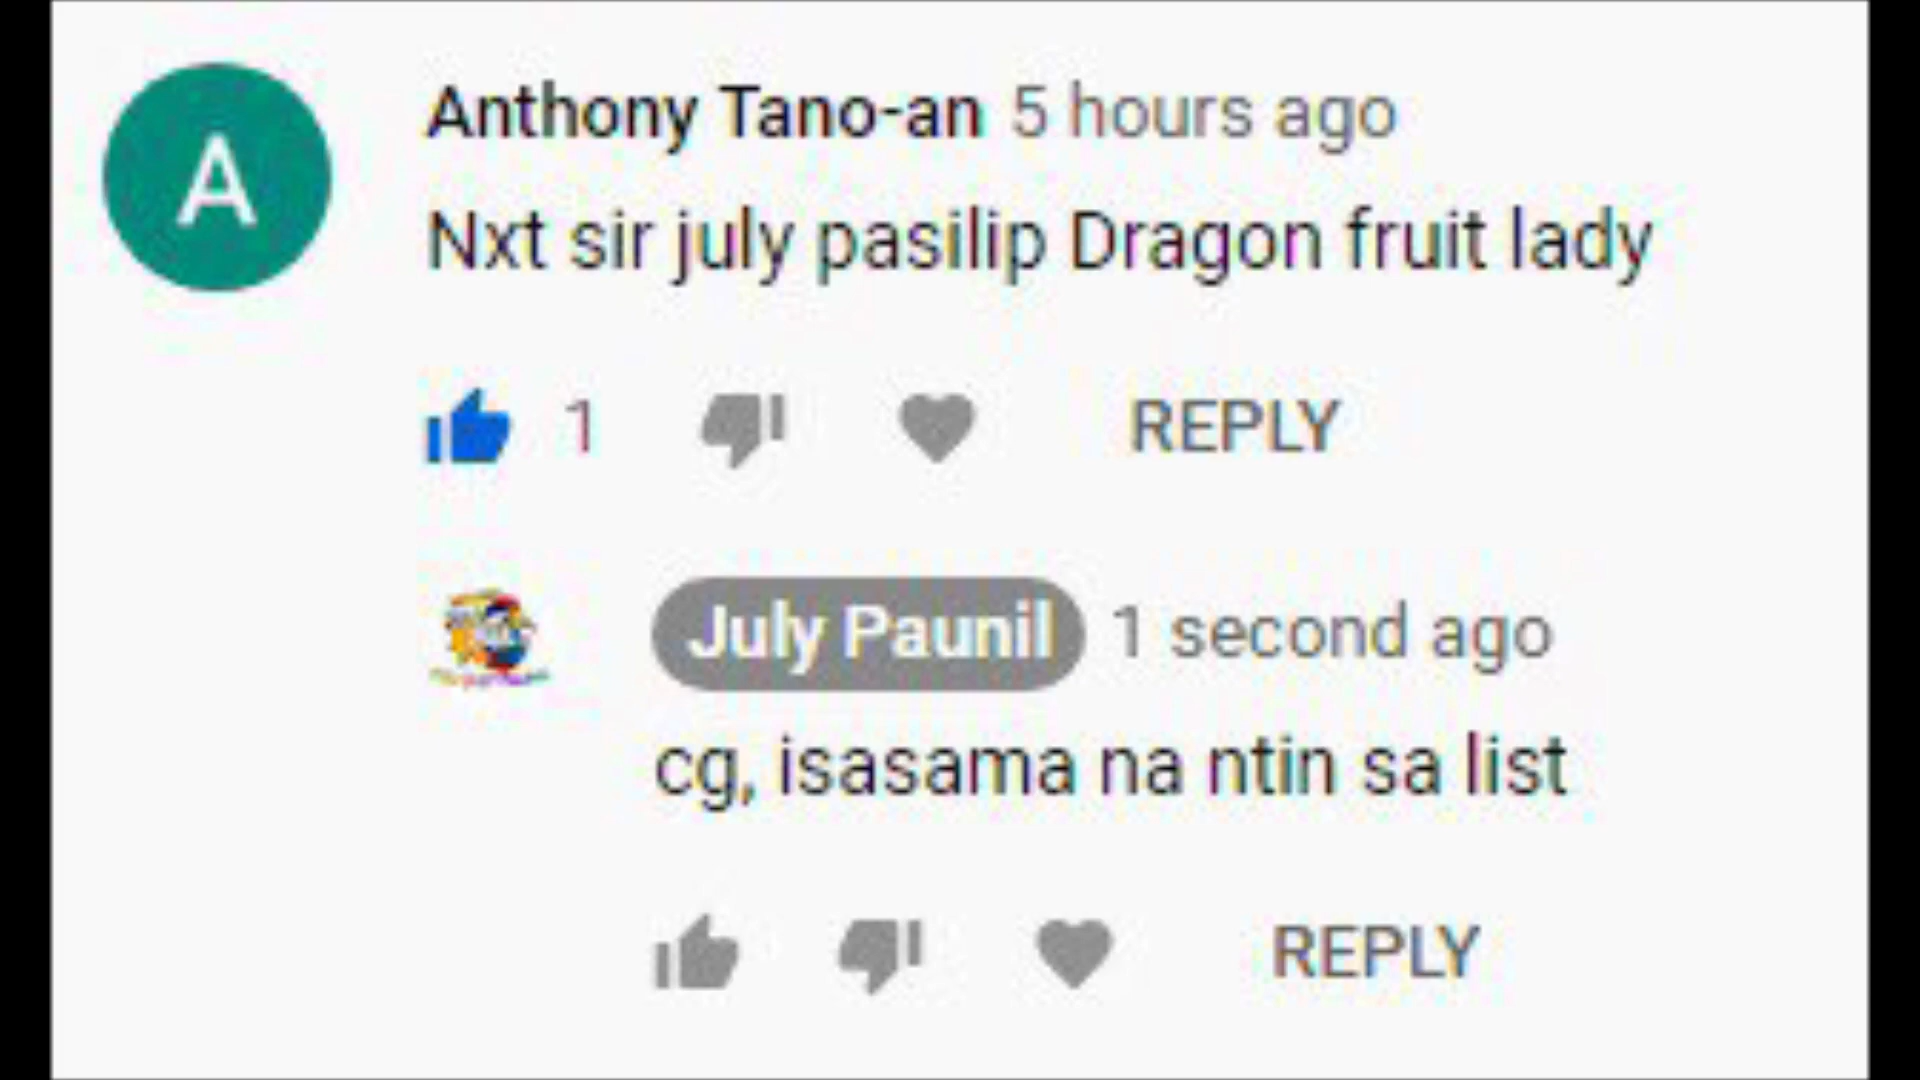 A
Anthony Tano-an 5 hours ago
Nxt sir july pasilip Dragon fruit lady
1 REPLY
July Paunil 1 second ago
cg, isasama na ntin sa list
REPLY